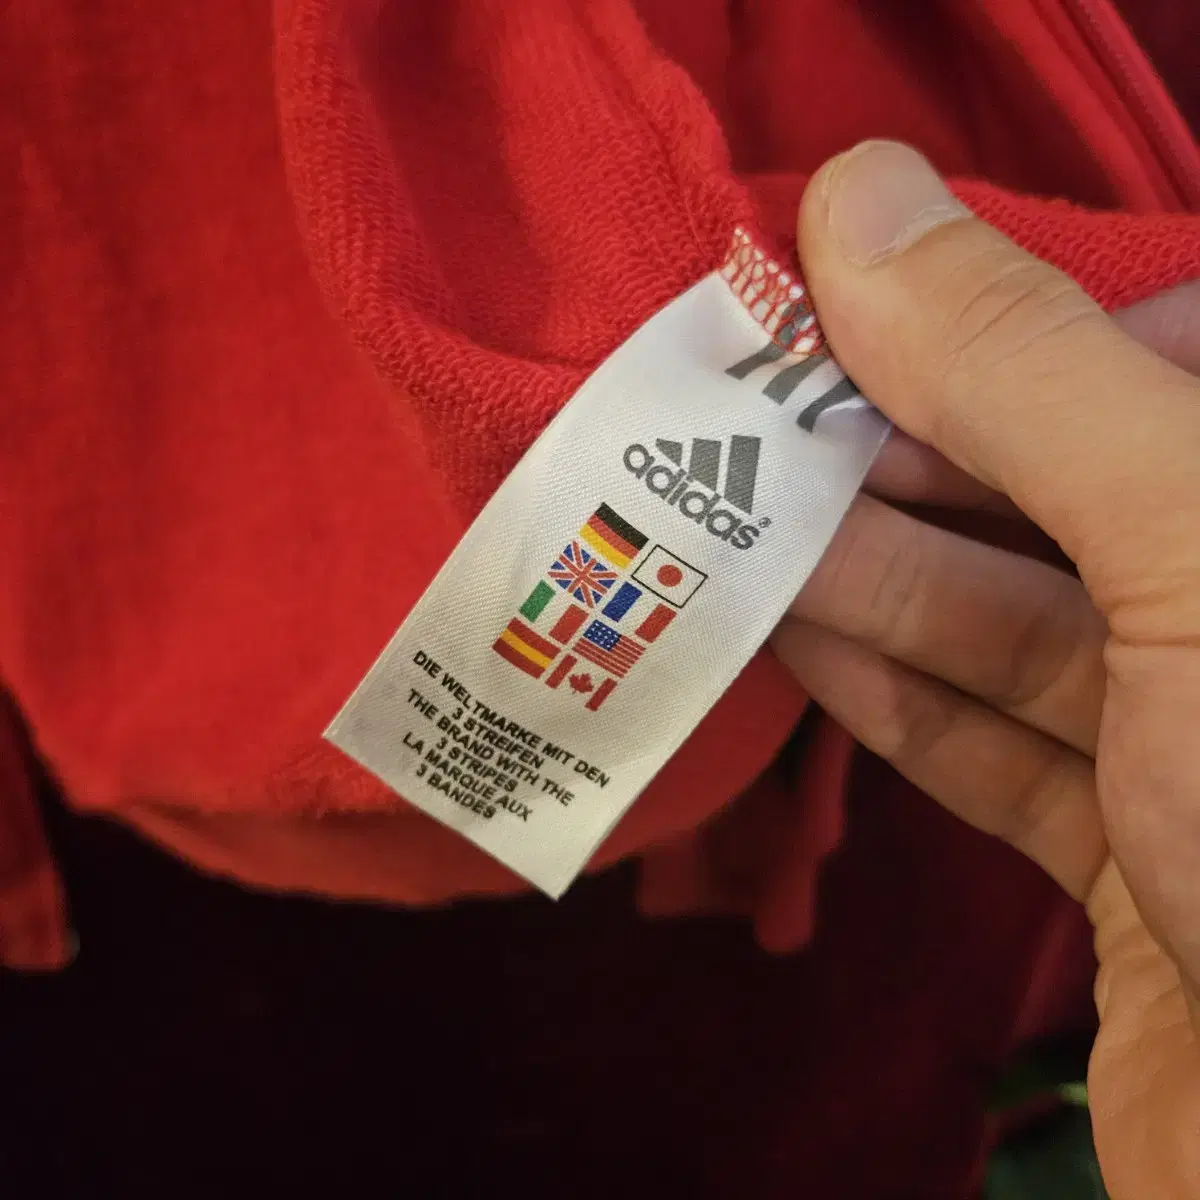 adidas®
DIE WELTMARKE MIT DEN
3 STREIFEN
THE BRAND WITH THE
3 STRIPES
LA MARQUE AUX
3 BANDES